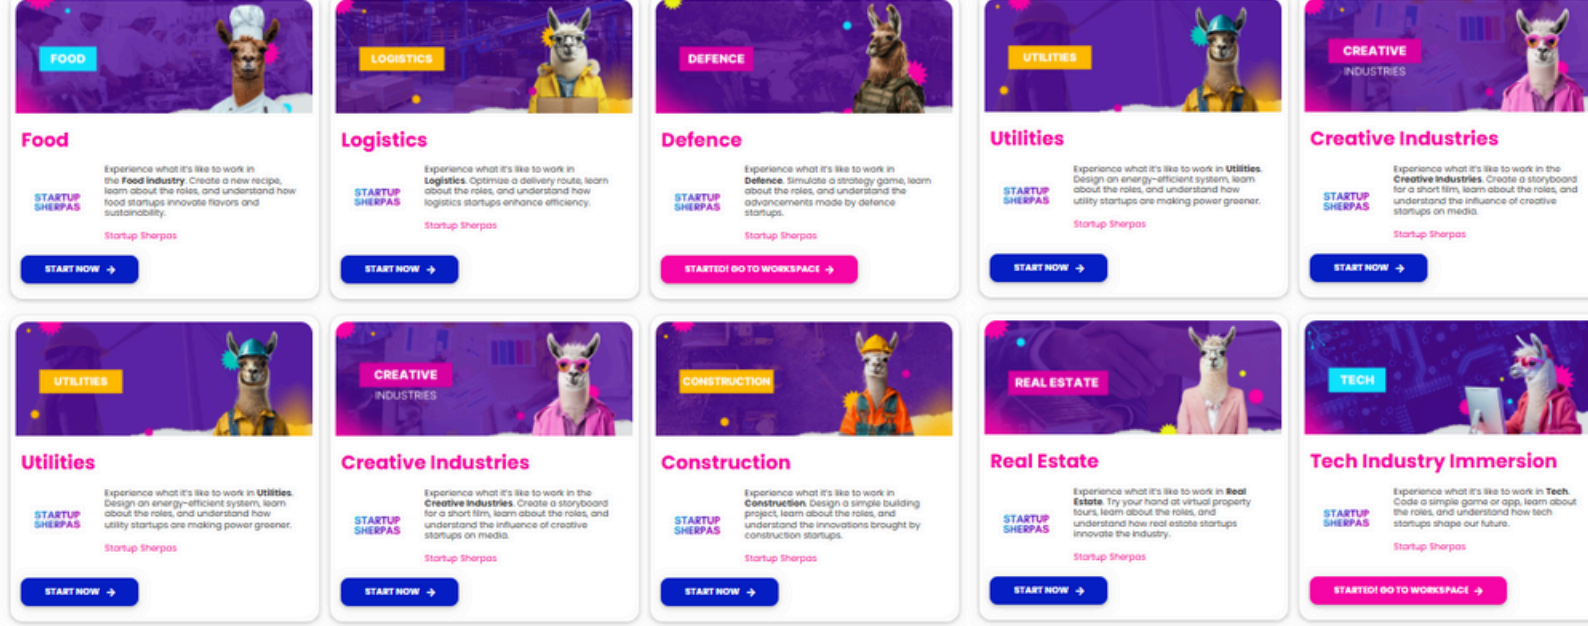 FOOD
Food
STARTUP
SHERPAS
Experience what it's like to work in
the Food industry. Create a new recipe,
learn about the roles, and understand how
food startups innovate flavors and
sustainability.
Startup Sherpas
START NOW →
LOGISTICS
Logistics
STARTUP
SHERPAS
Experience what it's like to work in
Logistics. Optimize a delivery route, learn
about the roles, and understand how
logistics startups enhance efficiency.
Startup Sherpas
START NOW →
DEFENCE
Defence
STARTUP
SHERPAS
Experience what it's like to work in
Defence. Simulate a strategy game, learn
about the roles, and understand the
advancements made by defence
startups.
Startup Sherpas
STARTED! GO TO WORKSPACE →
UTILITIES
Utilities
STARTUP
SHERPAS
Experience what it's like to work in Utilities.
Design an energy-efficient system, learn
about the roles, and understand how
utility startups are making power greener.
Startup Sherpas
START NOW →
CREATIVE
INDUSTRIES
Creative Industries
STARTUP
SHERPAS
Experience what it's like to work in the
Creative Industries. Create a storyboard
for a short film, learn about the roles, and
understand the influence of creative
startups on media.
Startup Sherpas
START NOW →
UTILITIES
Utilities
STARTUP
SHERPAS
Experience what it's like to work in Utilities.
Design an energy-efficient system, learn
about the roles, and understand how
utility startups are making power greener.
Startup Sherpas
START NOW →
CREATIVE
INDUSTRIES
Creative Industries
STARTUP
SHERPAS
Experience what it's like to work in the
Creative Industries. Create a storyboard
for a short film, learn about the roles, and
understand the influence of creative
startups on media.
Startup Sherpas
START NOW →
CONSTRUCTION
Construction
STARTUP
SHERPAS
Experience what it's like to work in
Construction. Design a simple building
project, learn about the roles, and
understand the innovations brought by
construction startups.
Startup Sherpas
START NOW →
REAL ESTATE
Real Estate
STARTUP
SHERPAS
Experience what it's like to work in Real
Estate. Try your hand at virtual property
tours, learn about the roles, and
understand how real estate startups
innovate the industry.
Startup Sherpas
START NOW →
TECH
Tech Industry Immersion
STARTUP
SHERPAS
Experience what it's like to work in Tech.
Code a simple game or app, learn about
the roles, and understand how tech
startups shape our future.
Startup Sherpas
STARTED! GO TO WORKSPACE →